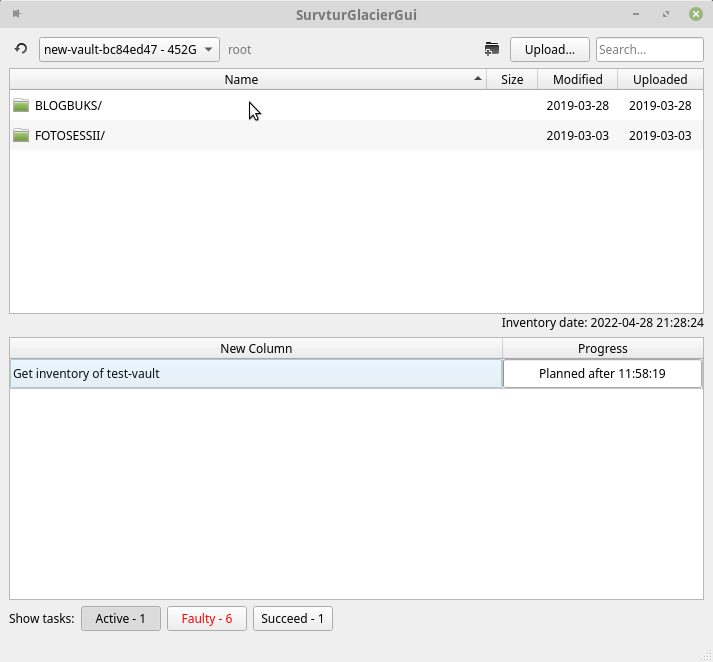 SurvturGlacierGui
new-vault-bc84ed47 - 452G root Upload... Search...
Name Size Modified Uploaded
BLOGBUKS/ 2019-03-28 2019-03-28
FOTOSESSII/ 2019-03-03 2019-03-03
Inventory date: 2022-04-28 21:28:24
New Column Progress
Get inventory of test-vault Planned after 11:58:19
Show tasks: Active - 1 Faulty - 6 Succeed - 1